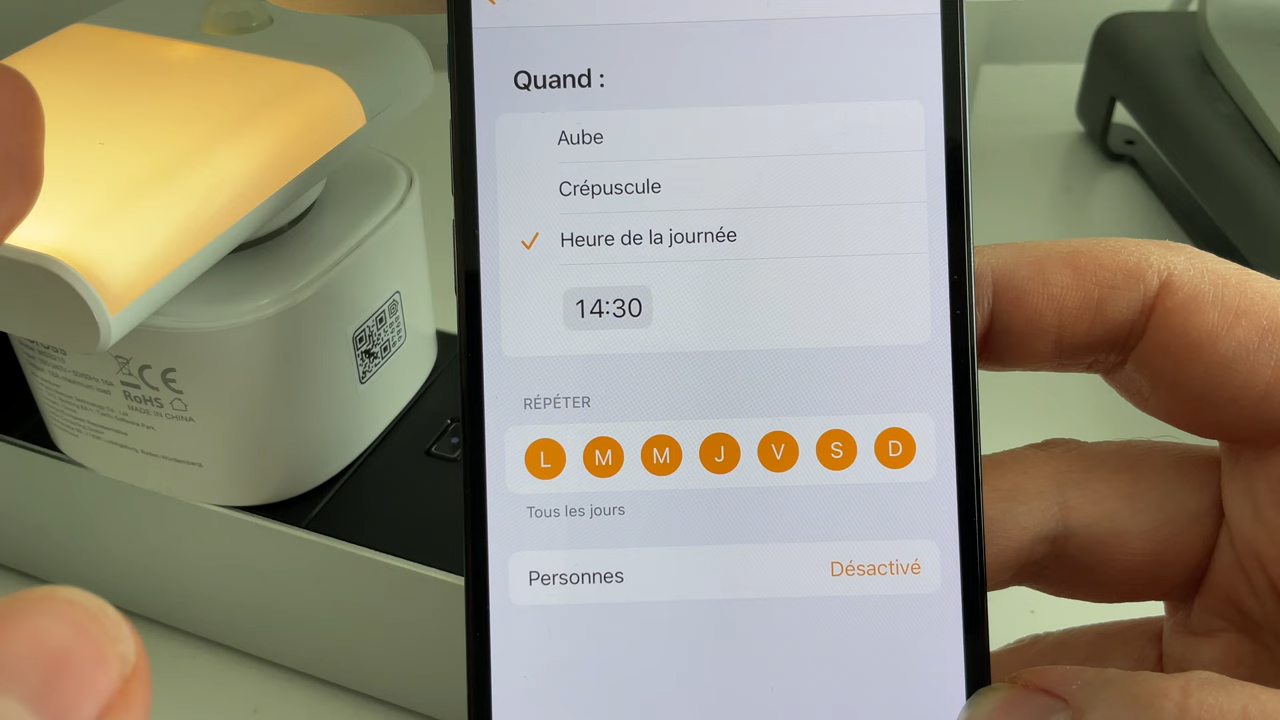 Quand :
Aube
Crépuscule
Heure de la journée
14:30
RÉPÉTER
L M M J V S D
Tous les jours
Personnes Désactivé
CE
RoHS
MADE IN CHINA